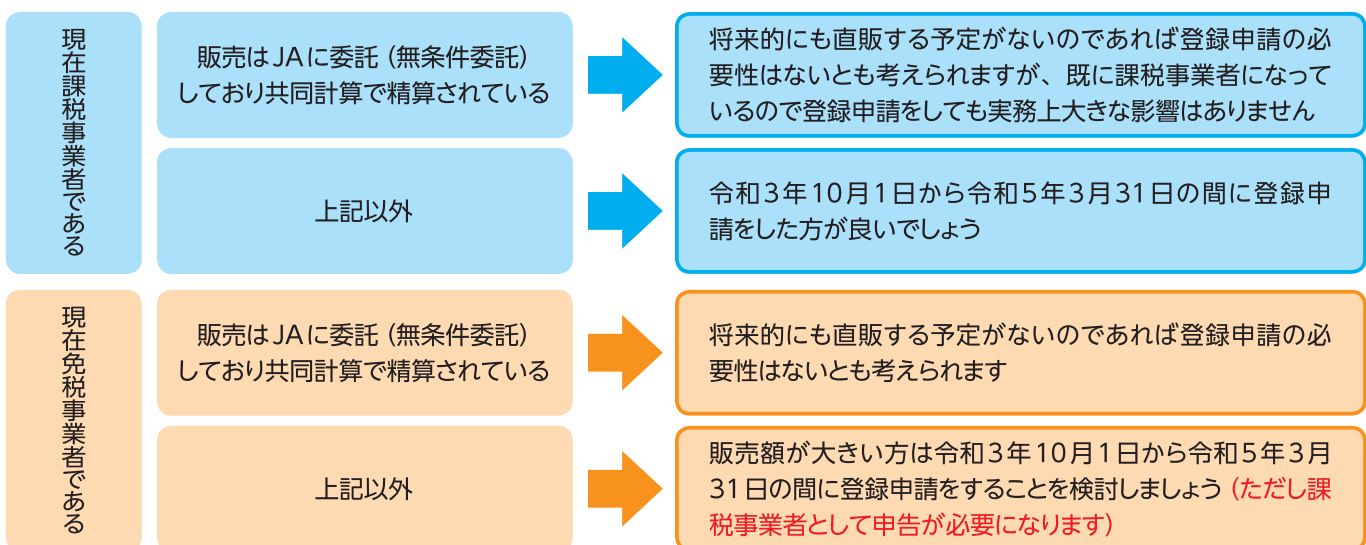 現在課税事業者である
販売はJAに委託（無条件委託）
しており共同計算で精算されている
将来的にも直販する予定がないのであれば登録申請の必
要性はないとも考えられますが、既に課税事業者になって
いるので登録申請をしても実務上大きな影響はありません
上記以外
令和3年10月1日から令和5年3月31日の間に登録申
請をした方が良いでしょう
現在免税事業者である
販売はJAに委託（無条件委託）
しており共同計算で精算されている
将来的にも直販する予定がないのであれば登録申請の必
要性はないとも考えられます
上記以外
販売額が大きい方は令和3年10月1日から令和5年3月
31日の間に登録申請をすることを検討しましょう（ただし課
税事業者として申告が必要になります）